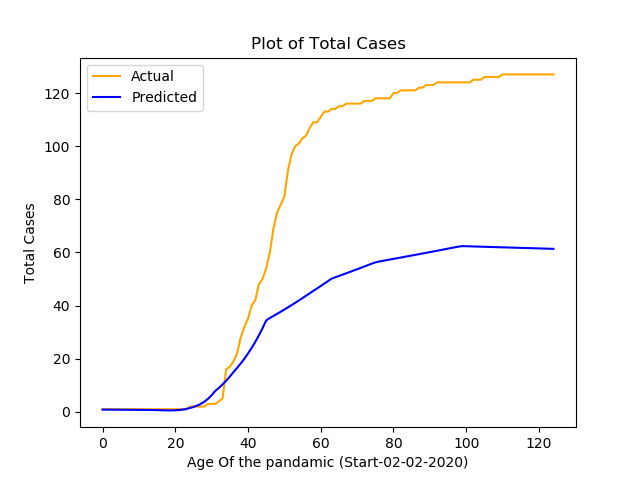 Plot of Total Cases
Actual
Predicted
120
100
80
60
40
20
0
Total Cases
0 20 40 60 80 100 120
Age Of the pandamic (Start-02-02-2020)